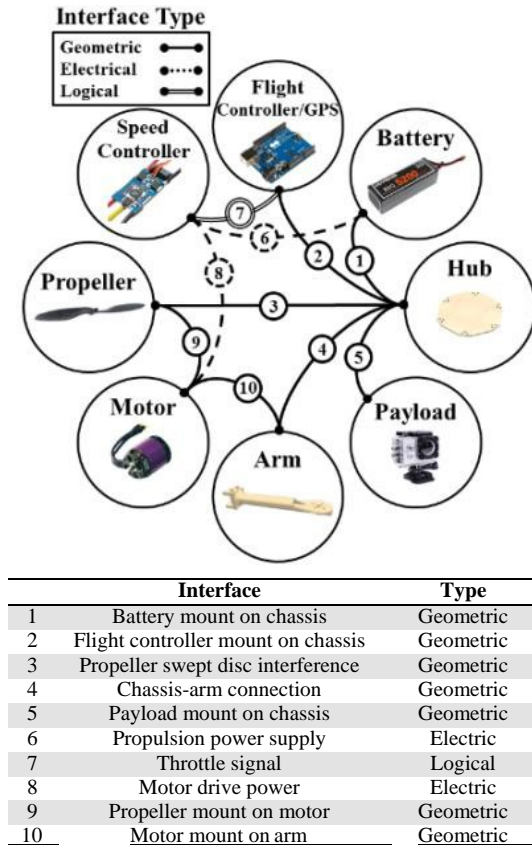 Interface Type
Geometric
Electrical
Logical
Flight
Controller/GPS
Speed
Controller
Battery
7
6
2
1
8
Propeller
3
Hub
9
4
5
10
Motor
Payload
Arm
5200
Interface Type
1 Battery mount on chassis Geometric
2 Flight controller mount on chassis Geometric
3 Propeller swept disc interference Geometric
4 Chassis-arm connection Geometric
5 Payload mount on chassis Geometric
6 Propulsion power supply Electric
7 Throttle signal Logical
8 Motor drive power Electric
9 Propeller mount on motor Geometric
10 Motor mount on arm Geometric